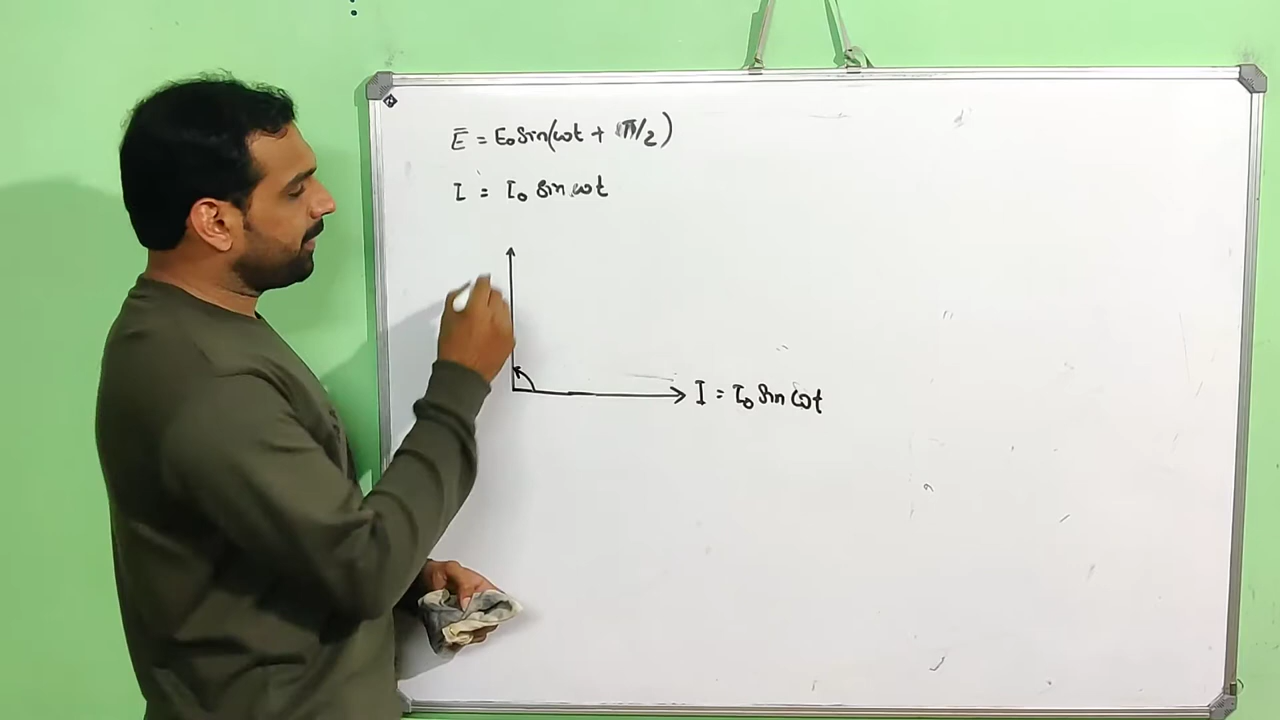 E = E₀ Sin(ωt + π/2)
I = I₀ Sin ωt
I = I₀ Sin ωt